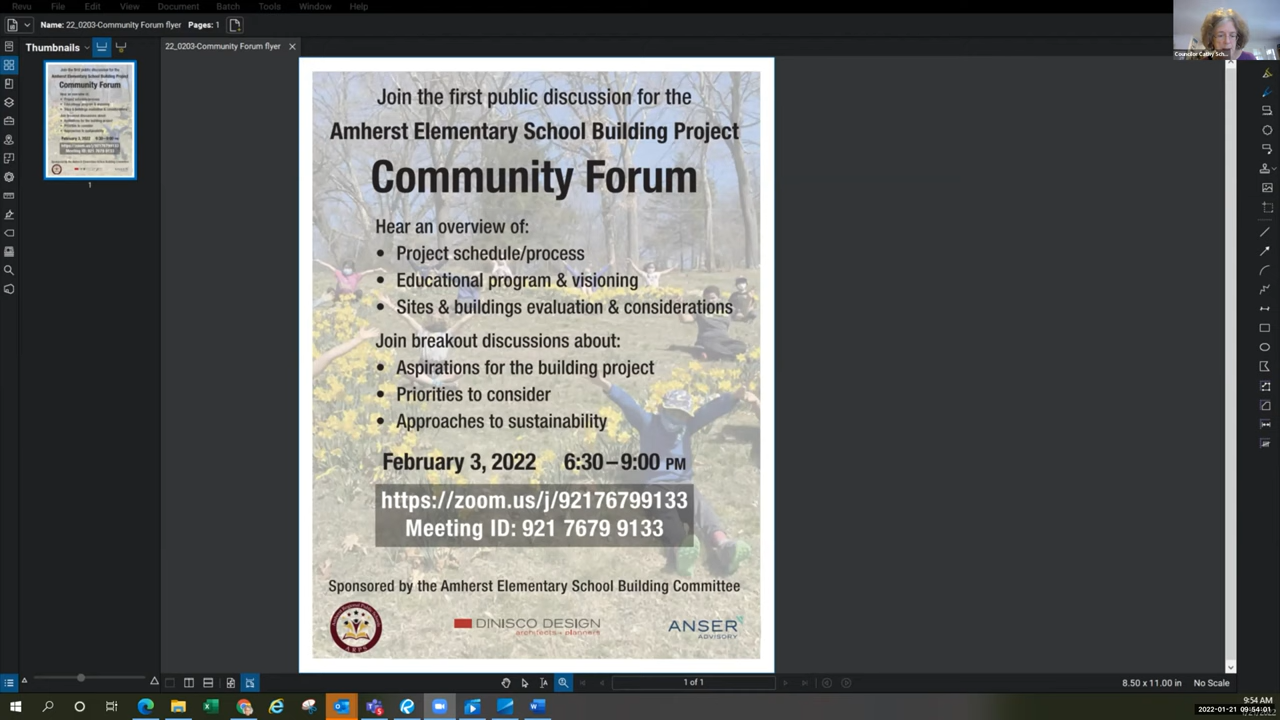 Revu File Edit View Document Batch Tools Window Help
Name: 22_0203-Community Forum flyer Pages: 1
Thumbnails
22_0203-Community Forum flyer
Join the first public discussion for the
Amherst Elementary School Building Project
Community Forum
Hear an overview of:
• Project schedule/process
• Educational program & visioning
• Sites & buildings evaluation & considerations
Join breakout discussions about:
• Aspirations for the building project
• Priorities to consider
• Approaches to sustainability
February 3, 2022 6:30–9:00 PM
https://zoom.us/j/92176799133
Meeting ID: 921 7679 9133
Sponsored by the Amherst Elementary School Building Committee
DINISCO DESIGN
architects + planners
ANSER
ADVISORY
1
Councilor Cathy Sch...
1 of 1
8.50 x 11.00 in No Scale
9:54 AM
2022-01-21 09:54:01